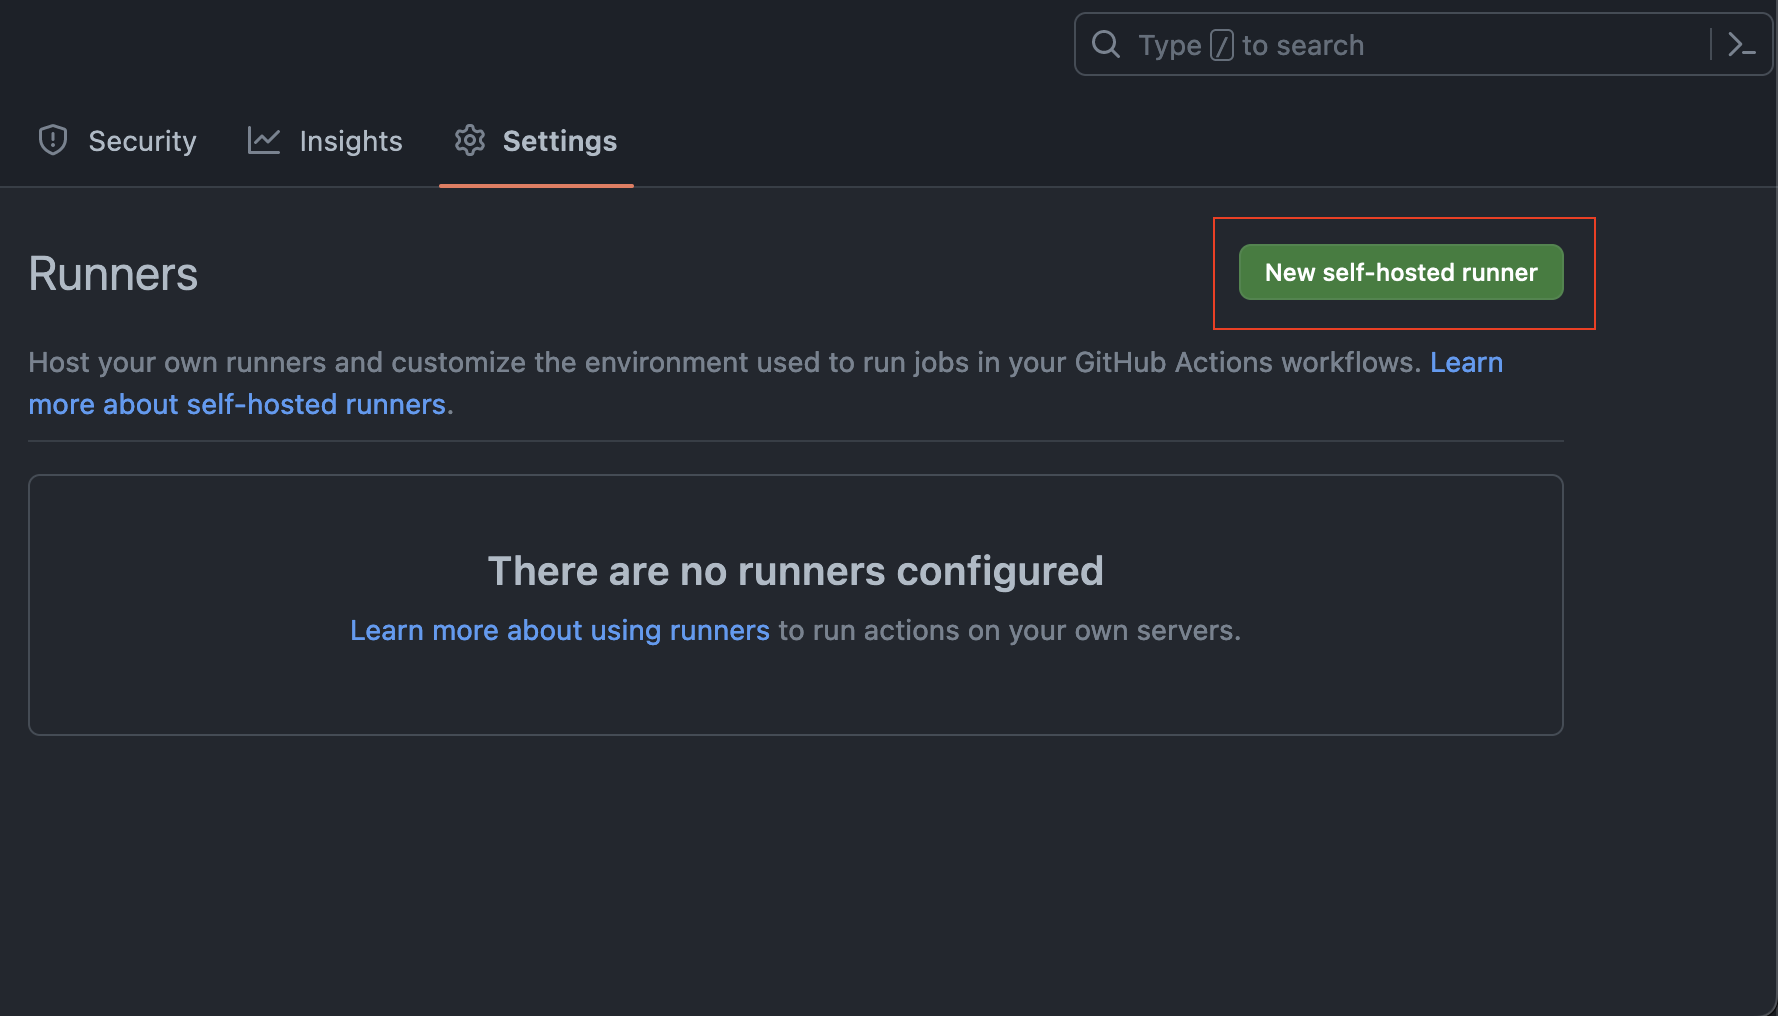 Type / to search
Security Insights Settings
Runners
New self-hosted runner
Host your own runners and customize the environment used to run jobs in your GitHub Actions workflows. Learn
more about self-hosted runners.
There are no runners configured
Learn more about using runners to run actions on your own servers.